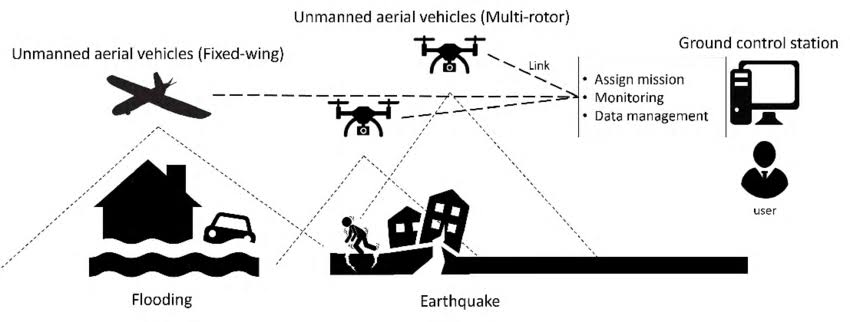 Unmanned aerial vehicles (Multi-rotor)
Unmanned aerial vehicles (Fixed-wing)
Ground control station
Link
• Assign mission
• Monitoring
• Data management
user
Flooding
Earthquake